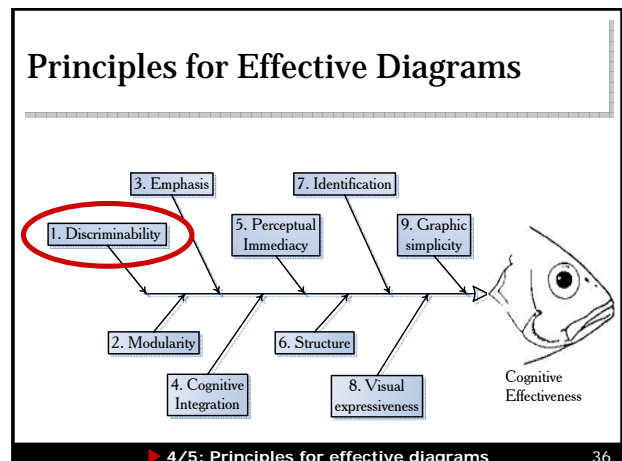 Principles for Effective Diagrams
3. Emphasis
7. Identification
1. Discriminability
5. Perceptual
Immediacy
9. Graphic
simplicity
2. Modularity
6. Structure
4. Cognitive
Integration
8. Visual
expressiveness
Cognitive
Effectiveness
4/5: Principles for effective diagrams
36